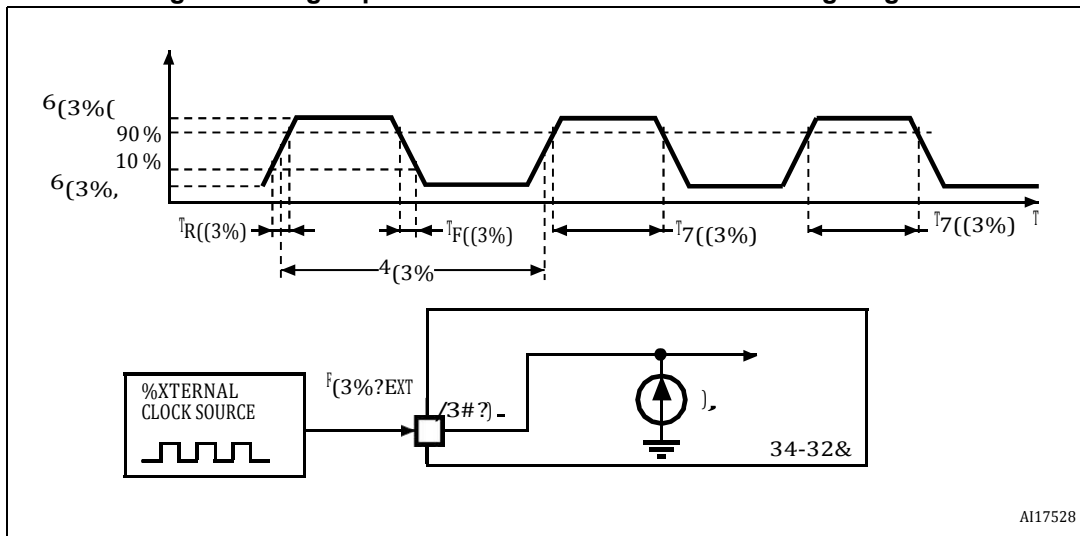 6(3%(
90 %
10 %
6(3%,
TR((3%)
TF((3%)
T7((3%)
T7((3%)
T
4(3%
%XTERNAL
CLOCK SOURCE
F(3%?EXT
/3#?) -
),
34-32&
AI17528